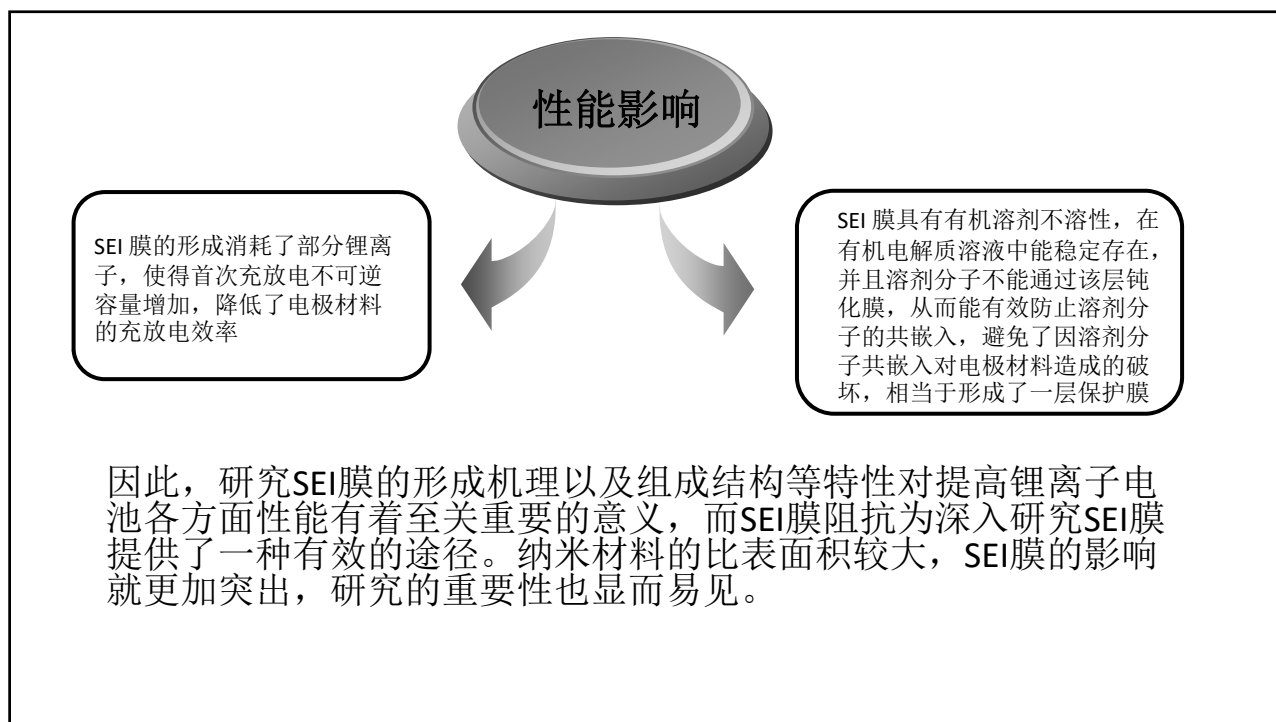 性能影响
SEI 膜的形成消耗了部分锂离
子，使得首次充放电不可逆
容量增加，降低了电极材料
的充放电效率
SEI 膜具有有机溶剂不溶性，在
有机电解质溶液中能稳定存在，
并且溶剂分子不能通过该层钝
化膜，从而能有效防止溶剂分
子的共嵌入，避免了因溶剂分
子共嵌入对电极材料造成的破
坏，相当于形成了一层保护膜
因此，研究SEI膜的形成机理以及组成结构等特性对提高锂离子电
池各方面性能有着至关重要的意义，而SEI膜阻抗为深入研究SEI膜
提供了一种有效的途径。纳米材料的比表面积较大，SEI膜的影响
就更加突出，研究的重要性也显而易见。